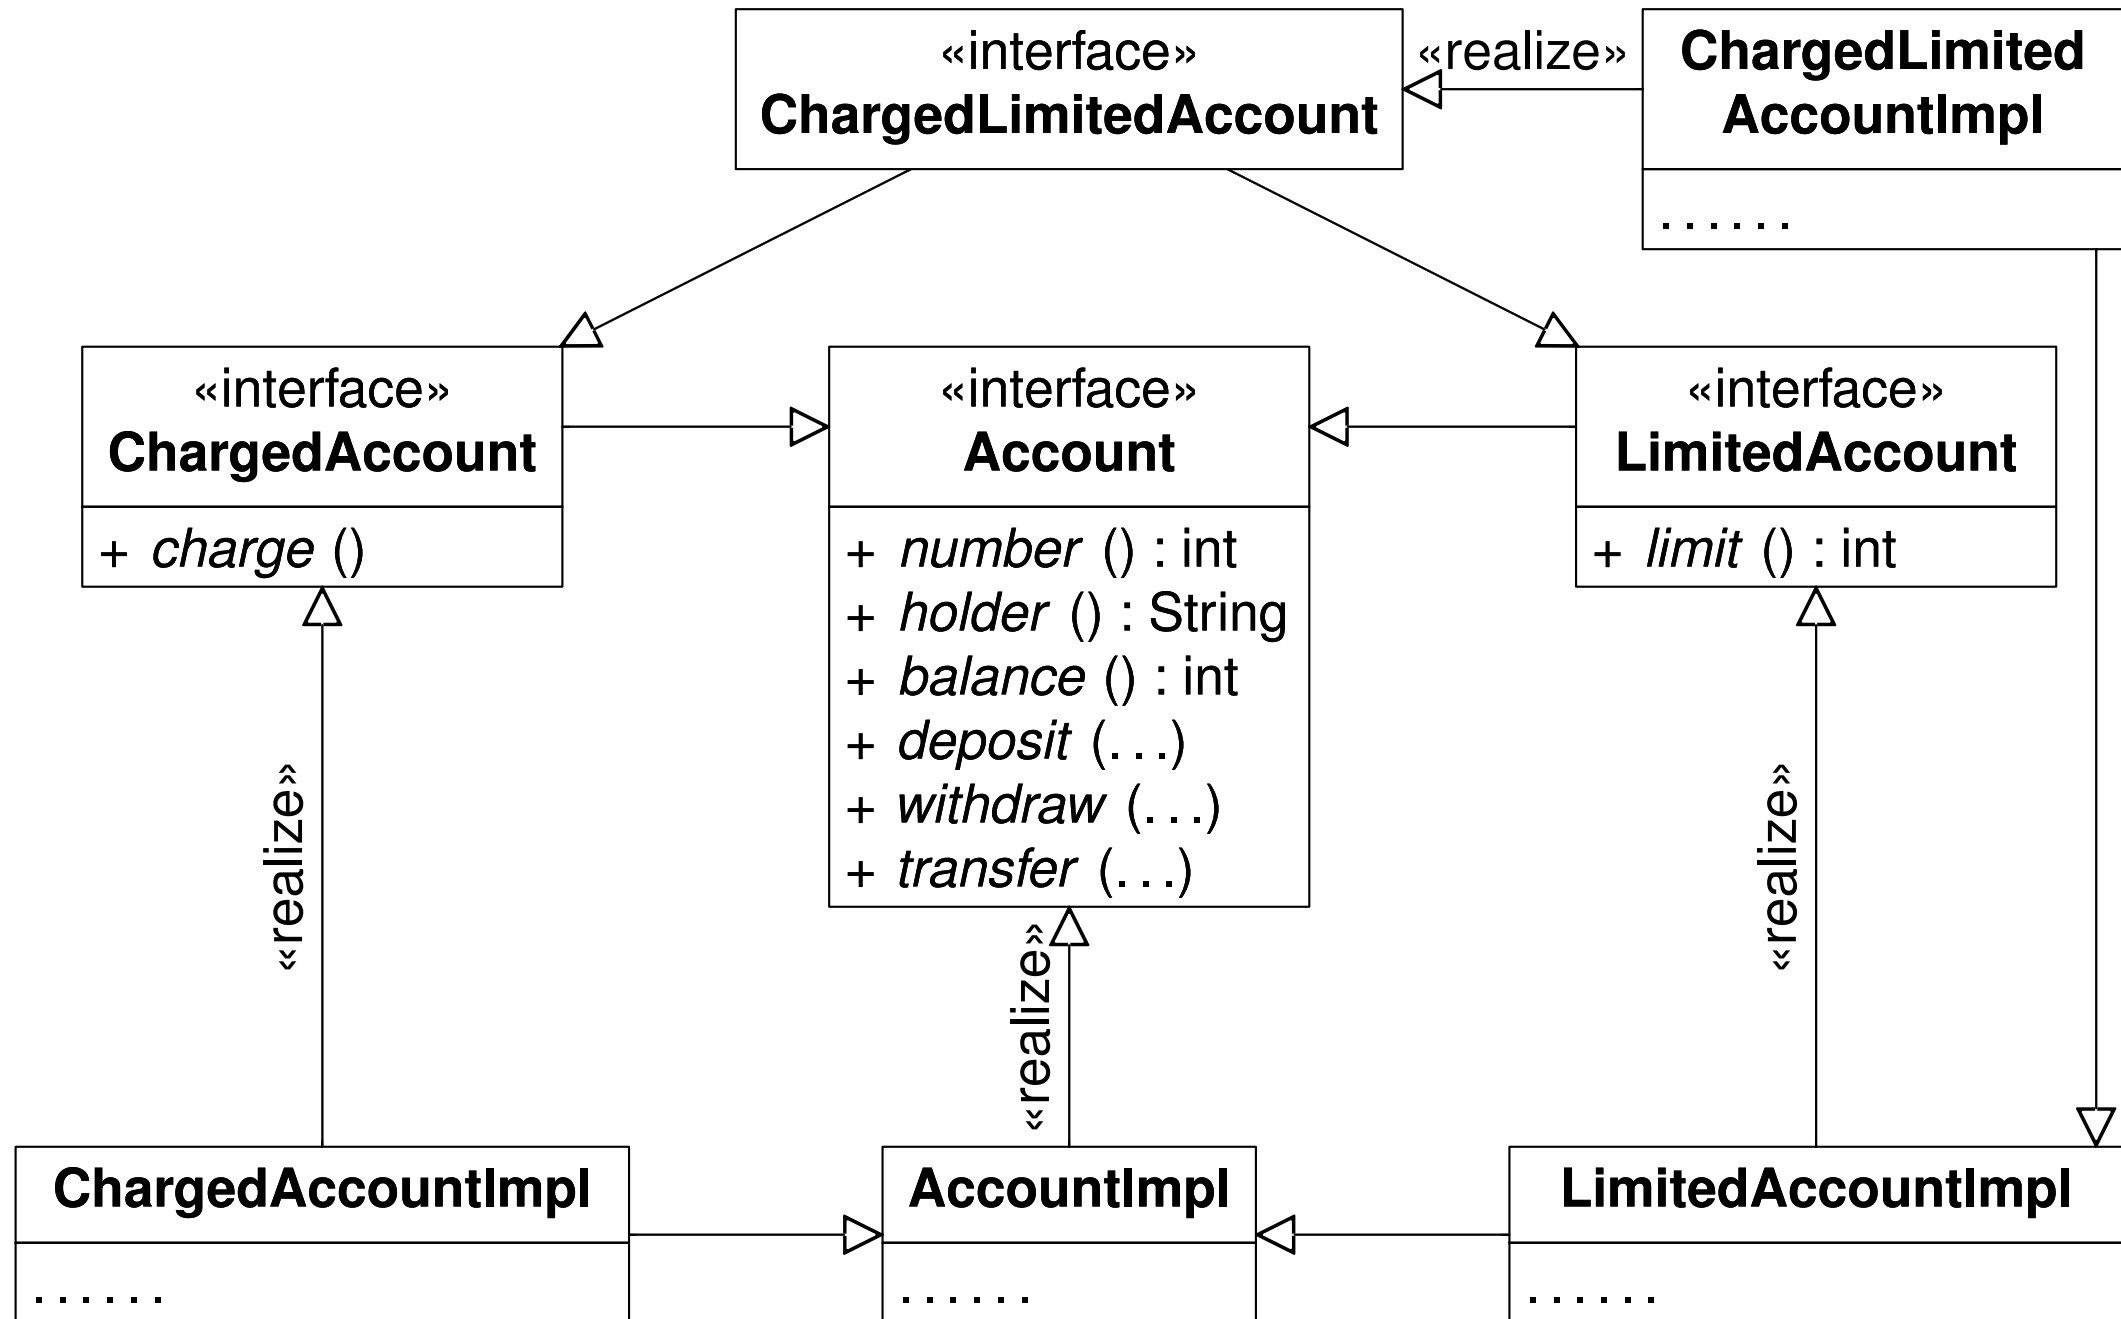 «interface»
ChargedLimitedAccount
«realize»
ChargedLimited
AccountImpl
. . . . . .
«interface»
ChargedAccount
+ charge ()
«interface»
Account
+ number () : int
+ holder () : String
+ balance () : int
+ deposit (. . .)
+ withdraw (. . .)
+ transfer (. . .)
«interface»
LimitedAccount
+ limit () : int
«realize»
«realize»
«realize»
ChargedAccountImpl
. . . . . .
AccountImpl
. . . . . .
LimitedAccountImpl
. . . . . .